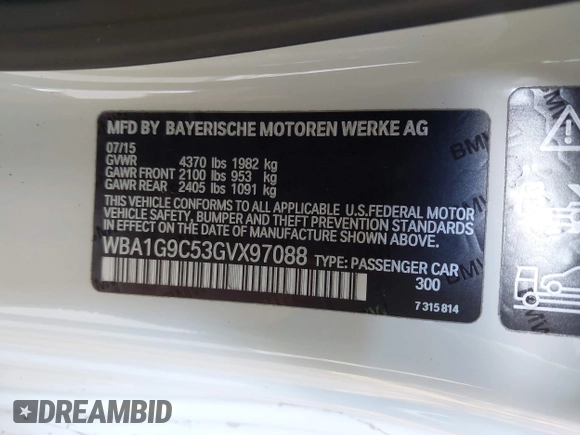 MFD BY BAYERISCHE MOTOREN WERKE AG
07/15
GVWR 4370 lbs 1982 kg
GAWR FRONT 2100 lbs 953 kg
GAWR REAR 2405 lbs 1091 kg
THIS VEHICLE CONFORMS TO ALL APPLICABLE U.S.FEDERAL MOTOR
VEHICLE SAFETY, BUMPER AND THEFT PREVENTION STANDARDS
IN EFFECT ON THE DATE OF MANUFACTURE SHOWN ABOVE.
WBA1G9C53GVX97088 TYPE: PASSENGER CAR
300
7 315 814
BMW
BMW
DREAMBID